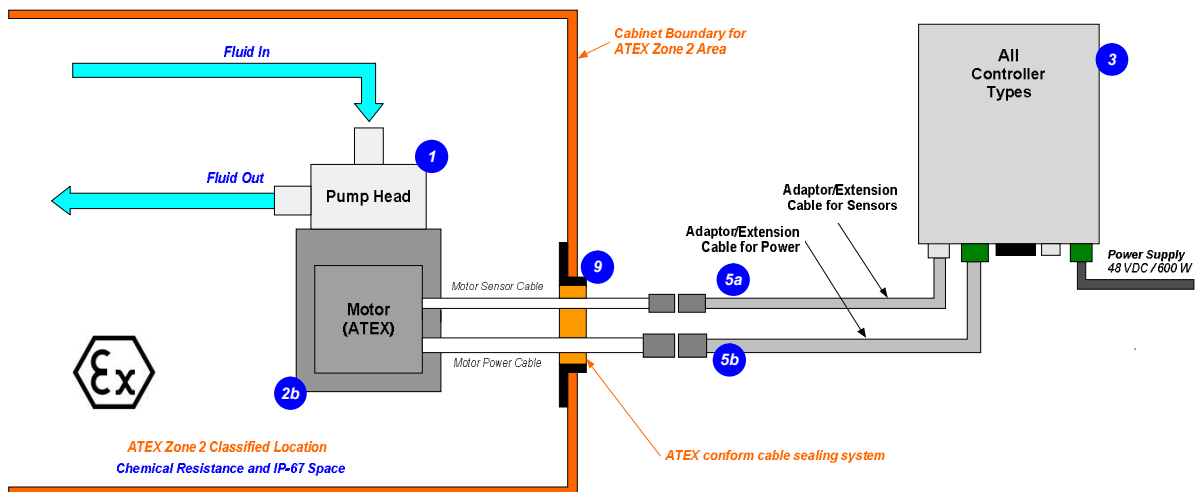 Cabinet Boundary for
ATEX Zone 2 Area
Fluid In
All
Controller
Types
3
1
Fluid Out
Pump Head
Adaptor/Extension
Cable for Sensors
Adaptor/Extension
Cable for Power
Power Supply
48 VDC / 600 W
9
5a
Motor Sensor Cable
Motor
(ATEX)
Motor Power Cable
5b
2b
Ex
ATEX Zone 2 Classified Location
Chemical Resistance and IP-67 Space
ATEX conform cable sealing system